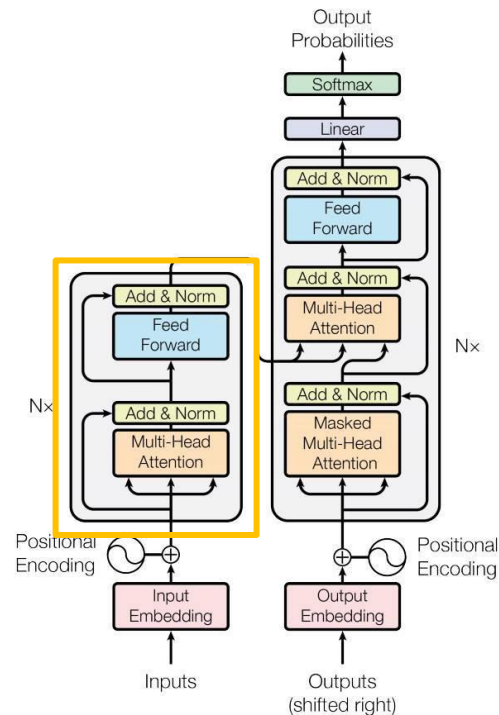 Output
Probabilities
Softmax
Linear
Add & Norm
Feed
Forward
Add & Norm
Multi-Head
Attention
Nx
Add & Norm
Masked
Multi-Head
Attention
Add & Norm
Feed
Forward
Nx
Add & Norm
Multi-Head
Attention
Positional
Encoding
Positional
Encoding
Input
Embedding
Output
Embedding
Inputs
Outputs
(shifted right)